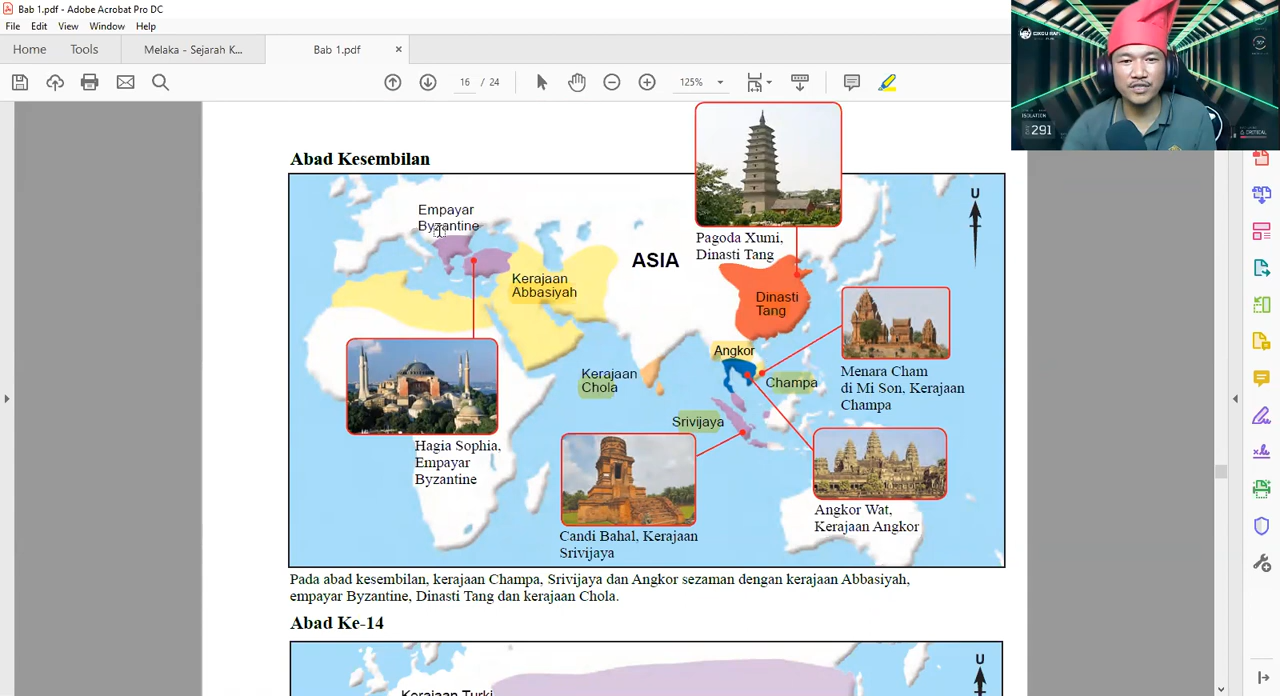 Bab 1.pdf - Adobe Acrobat Pro DC
File Edit View Window Help
Home Tools Melaka - Sejarah K... Bab 1.pdf ×
16 / 24 125%
Abad Kesembilan
Empayar
Byzantine
Pagoda Xumi,
Dinasti Tang
U
ASIA
Kerajaan
Abbasiyah
Dinasti
Tang
Angkor
Kerajaan
Chola
Champa
Menara Cham
di Mi Son, Kerajaan
Champa
Srivijaya
Hagia Sophia,
Empayar
Byzantine
Angkor Wat,
Kerajaan Angkor
Candi Bahal, Kerajaan
Srivijaya
Pada abad kesembilan, kerajaan Champa, Srivijaya dan Angkor sezaman dengan kerajaan Abbasiyah,
empayar Byzantine, Dinasti Tang dan kerajaan Chola.
Abad Ke-14
U
Kerajaan Turki
ISOLATION
291
CRITICAL